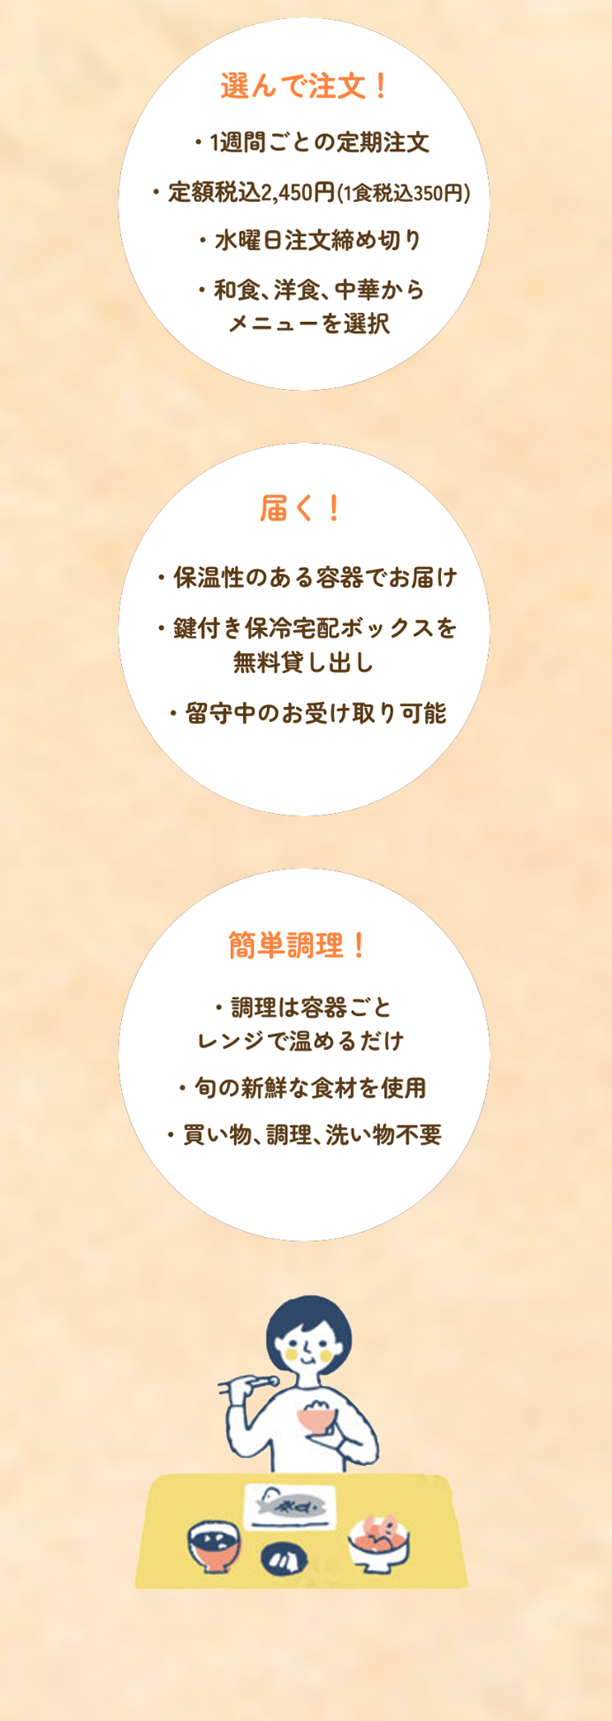 選んで注文！
・1週間ごとの定期注文
・定額税込2,450円(1食税込350円)
・水曜日注文締め切り
・和食、洋食、中華から
メニューを選択
届く！
・保温性のある容器でお届け
・鍵付き保冷宅配ボックスを
無料貸し出し
・留守中のお受け取り可能
簡単調理！
・調理は容器ごと
レンジで温めるだけ
・旬の新鮮な食材を使用
・買い物、調理、洗い物不要